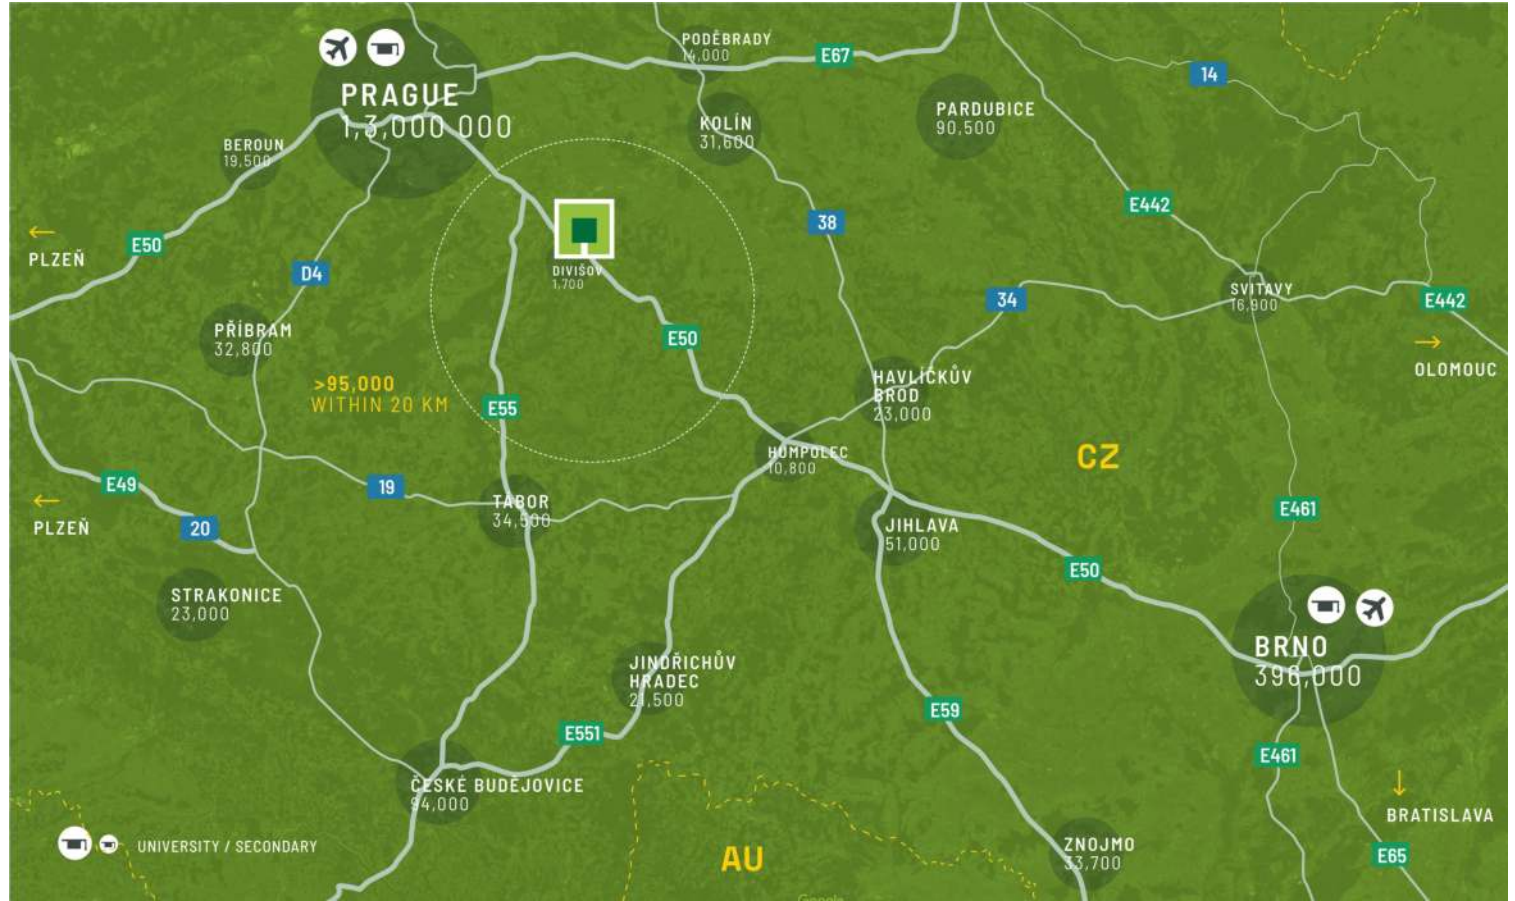 PODĚBRADY
14,000
E67
14
PRAGUE
1,3,000 000
PARDUBICE
90,500
KOLÍN
31,600
BEROUN
19,500
E442
38
E50
PLZEŇ
D4
DIVIŠOV
1,700
SVITAVY
16,900
34
E442
PŘÍBRAM
32,800
E50
OLOMOUC
HAVLÍČKŮV
BROD
23,000
>95,000
WITHIN 20 KM
E55
HUMPOLEC
10,800
CZ
E49
19
PLZEŇ
20
TÁBOR
34,500
E461
JIHLAVA
51,000
E50
STRAKONICE
23,000
BRNO
396,000
JINDŘICHŮV
HRADEC
21,500
E59
E551
E461
ČESKÉ BUDĚJOVICE
94,000
BRATISLAVA
UNIVERSITY / SECONDARY
AU
ZNOJMO
33,700
E65
Google